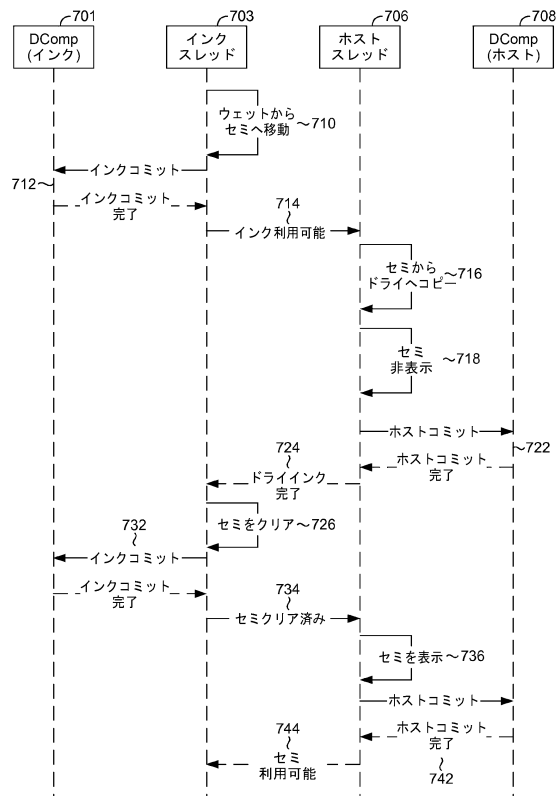 701
703
706
708
DComp
(インク)
インク
スレッド
ホスト
スレッド
DComp
(ホスト)
ウェットから
セミへ移動
710
インクコミット
712
インクコミット
完了
714
インク利用可能
セミから
ドライへコピー
716
セミ
非表示
718
ホストコミット
722
ホストコミット
完了
724
ドライインク
完了
セミをクリア
726
732
インクコミット
インクコミット
完了
734
セミクリア済み
セミを表示
736
ホストコミット
ホストコミット
完了
742
744
セミ
利用可能